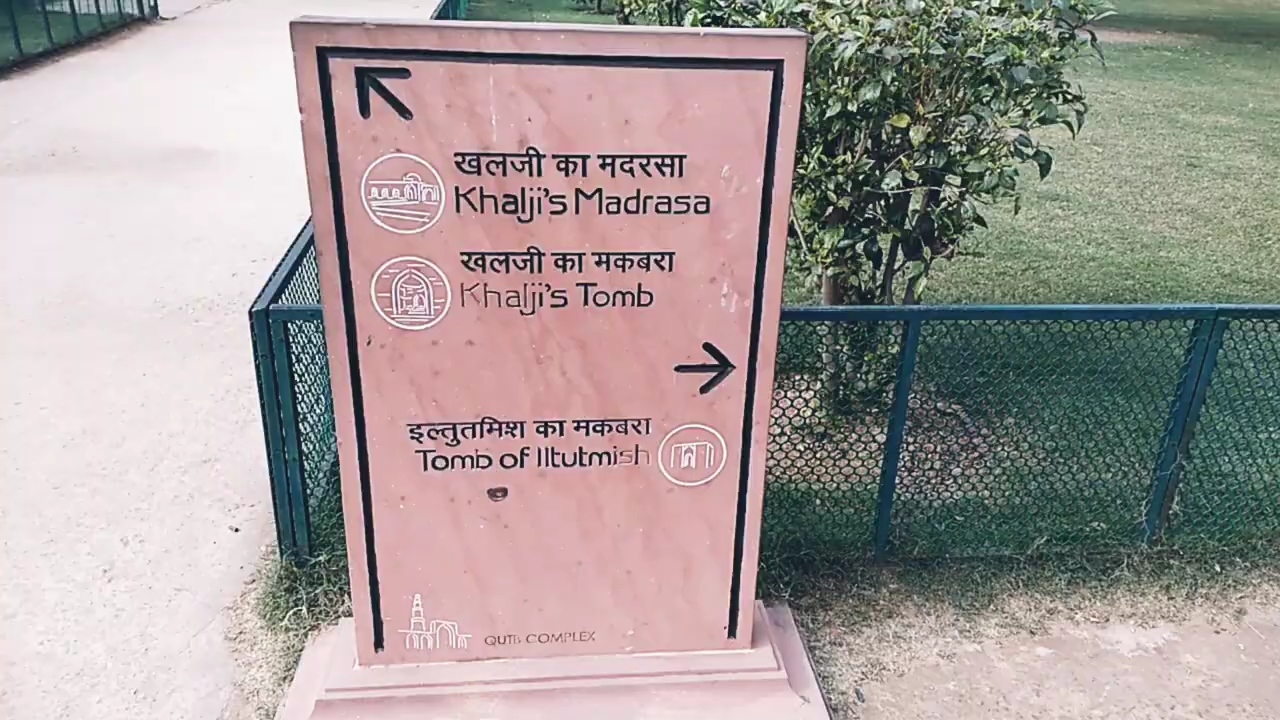 खलजी का मदरसा
Khalji's Madrasa
खलजी का मकबरा
Khalji's Tomb
इल्तुतमिश का मकबरा
Tomb of Iltutmish
QUTB COMPLEX